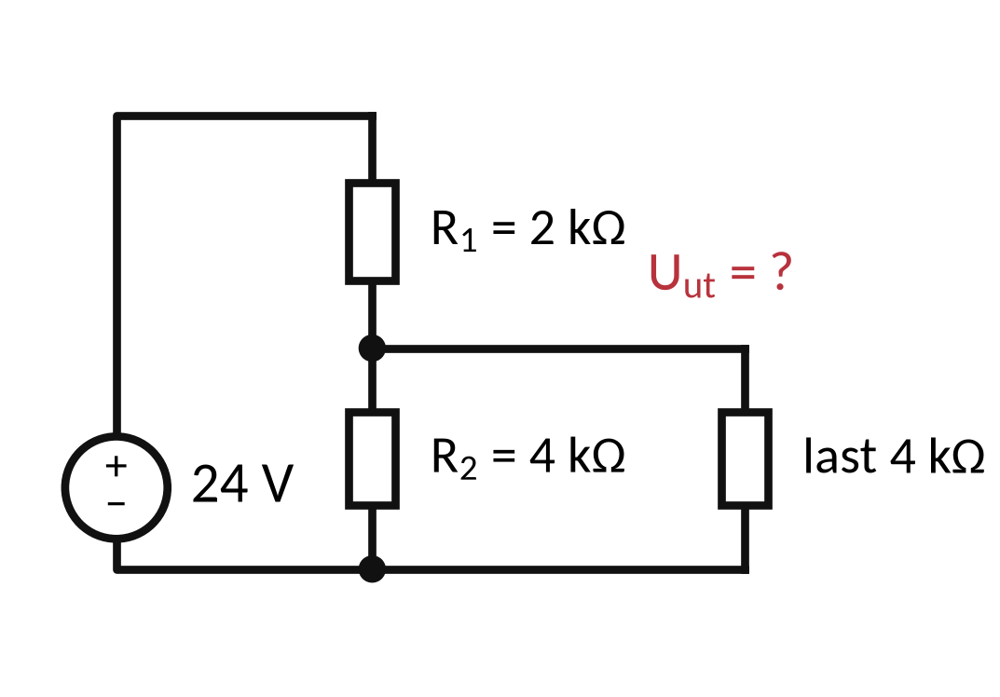 R₁ = 2 kΩ
Uut = ?
R₂ = 4 kΩ
last 4 kΩ
+
−
24 V